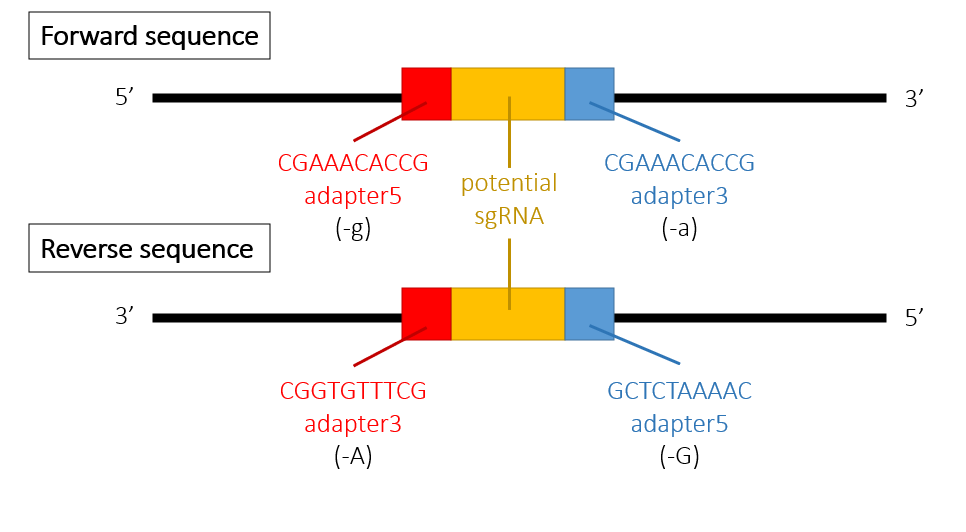 Forward sequence
5’
3’
CGAAACACCG
adapter5
(-g)
potential
sgRNA
CGAAACACCG
adapter3
(-a)
Reverse sequence
3’
5’
CGGTGTTTCG
adapter3
(-A)
GCTCTAAAAC
adapter5
(-G)